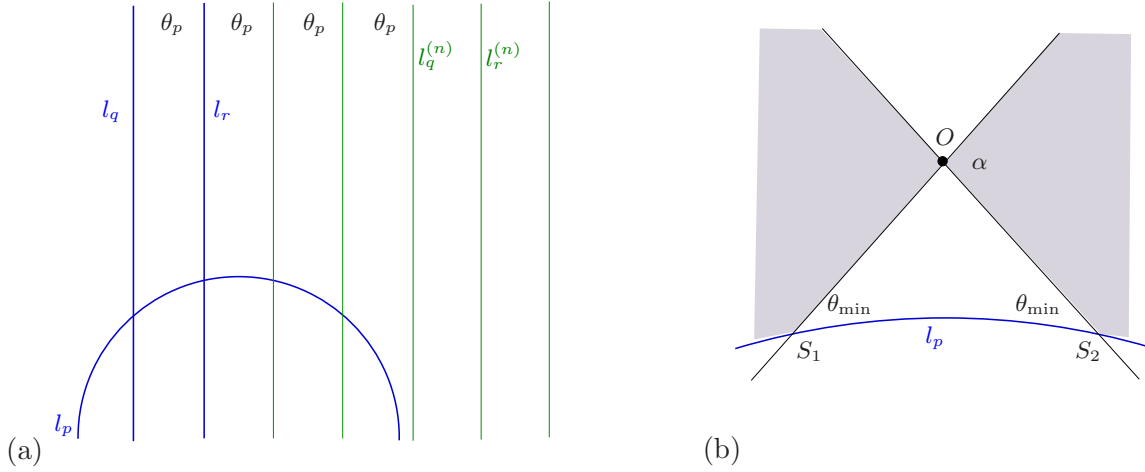 θ_p θ_p θ_p θ_p
l_q^{(n)} l_r^{(n)}
l_q l_r
l_p
(a)
O
α
θ_min θ_min
l_p
S_1 S_2
(b)